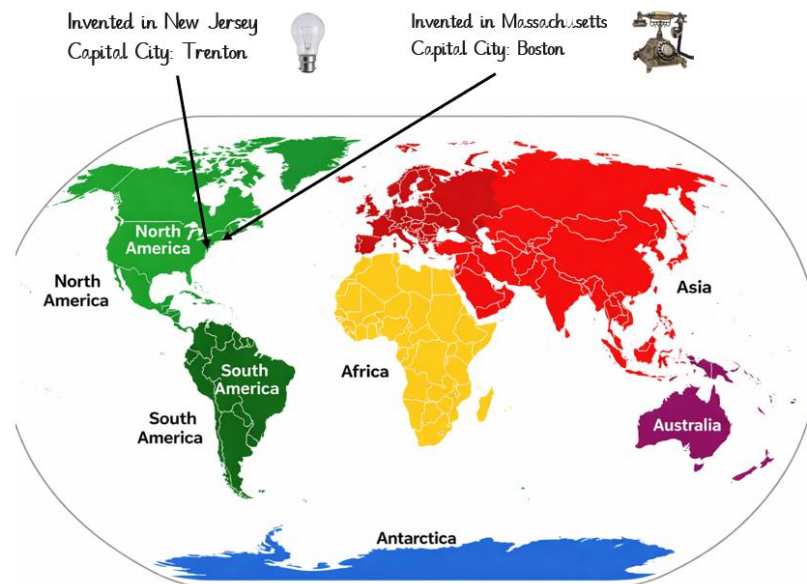 Invented in New Jersey
Capital City: Trenton
Invented in Massachusetts
Capital City: Boston
North
America
North
America
Asia
South
America
Africa
South
America
Australia
Antarctica